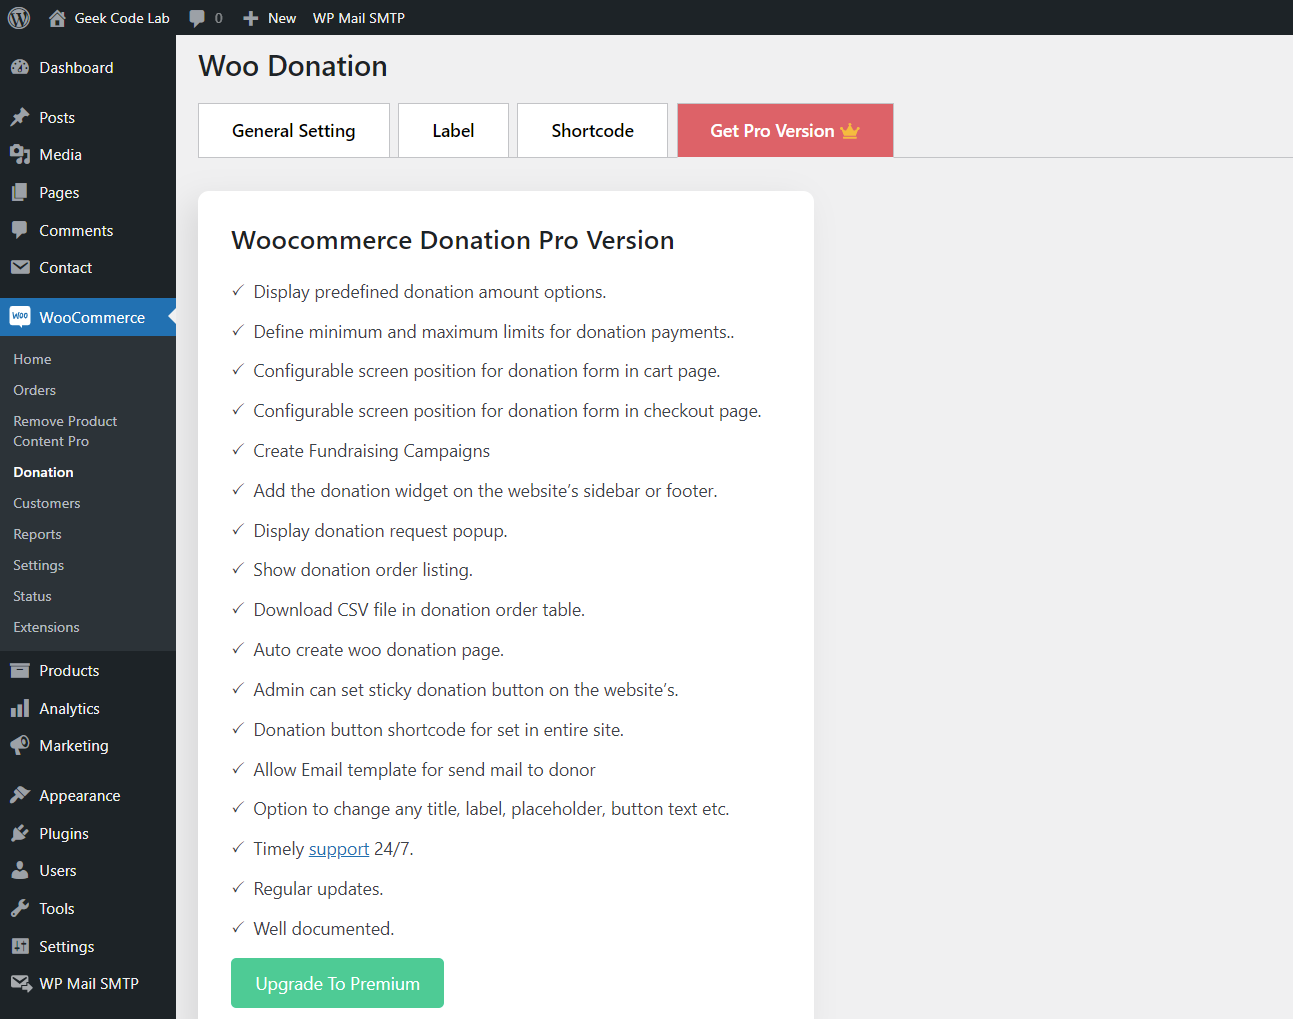 Geek Code Lab 0 New WP Mail SMTP
Dashboard
Posts
Media
Pages
Comments
Contact
Woo WooCommerce
Home
Orders
Remove Product
Content Pro
Donation
Customers
Reports
Settings
Status
Extensions
Products
Analytics
Marketing
Appearance
Plugins
Users
Tools
Settings
WP Mail SMTP
Woo Donation
General Setting Label Shortcode Get Pro Version
Woocommerce Donation Pro Version
✓ Display predefined donation amount options.
✓ Define minimum and maximum limits for donation payments..
✓ Configurable screen position for donation form in cart page.
✓ Configurable screen position for donation form in checkout page.
✓ Create Fundraising Campaigns
✓ Add the donation widget on the website’s sidebar or footer.
✓ Display donation request popup.
✓ Show donation order listing.
✓ Download CSV file in donation order table.
✓ Auto create woo donation page.
✓ Admin can set sticky donation button on the website’s.
✓ Donation button shortcode for set in entire site.
✓ Allow Email template for send mail to donor
✓ Option to change any title, label, placeholder, button text etc.
✓ Timely support 24/7.
✓ Regular updates.
✓ Well documented.
Upgrade To Premium